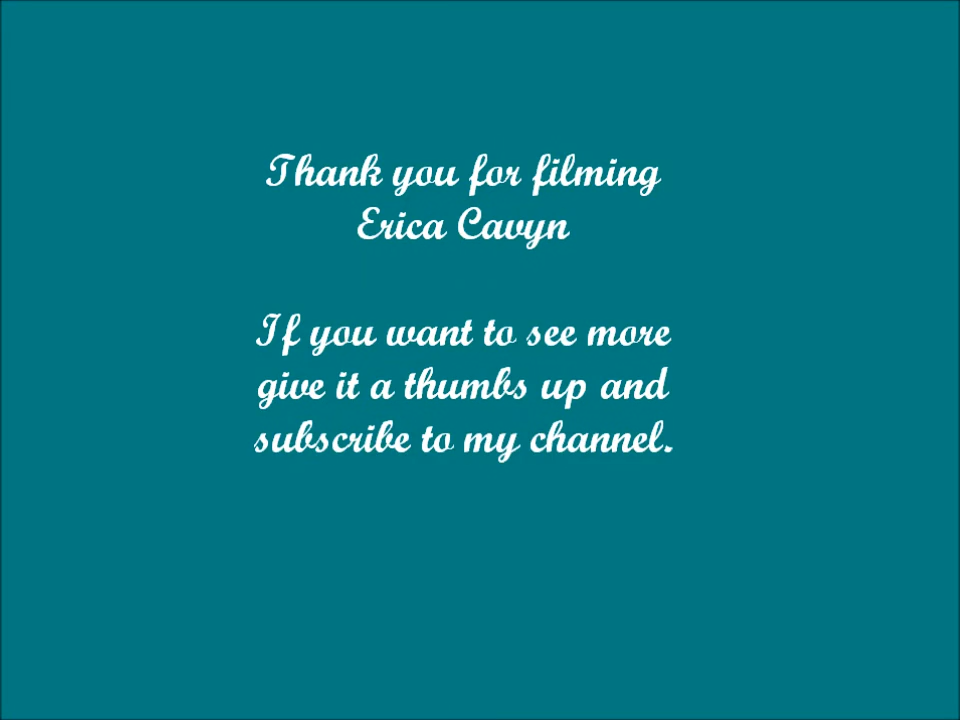 Thank you for filming
Erica Cavyn
If you want to see more
give it a thumbs up and
subscribe to my channel.